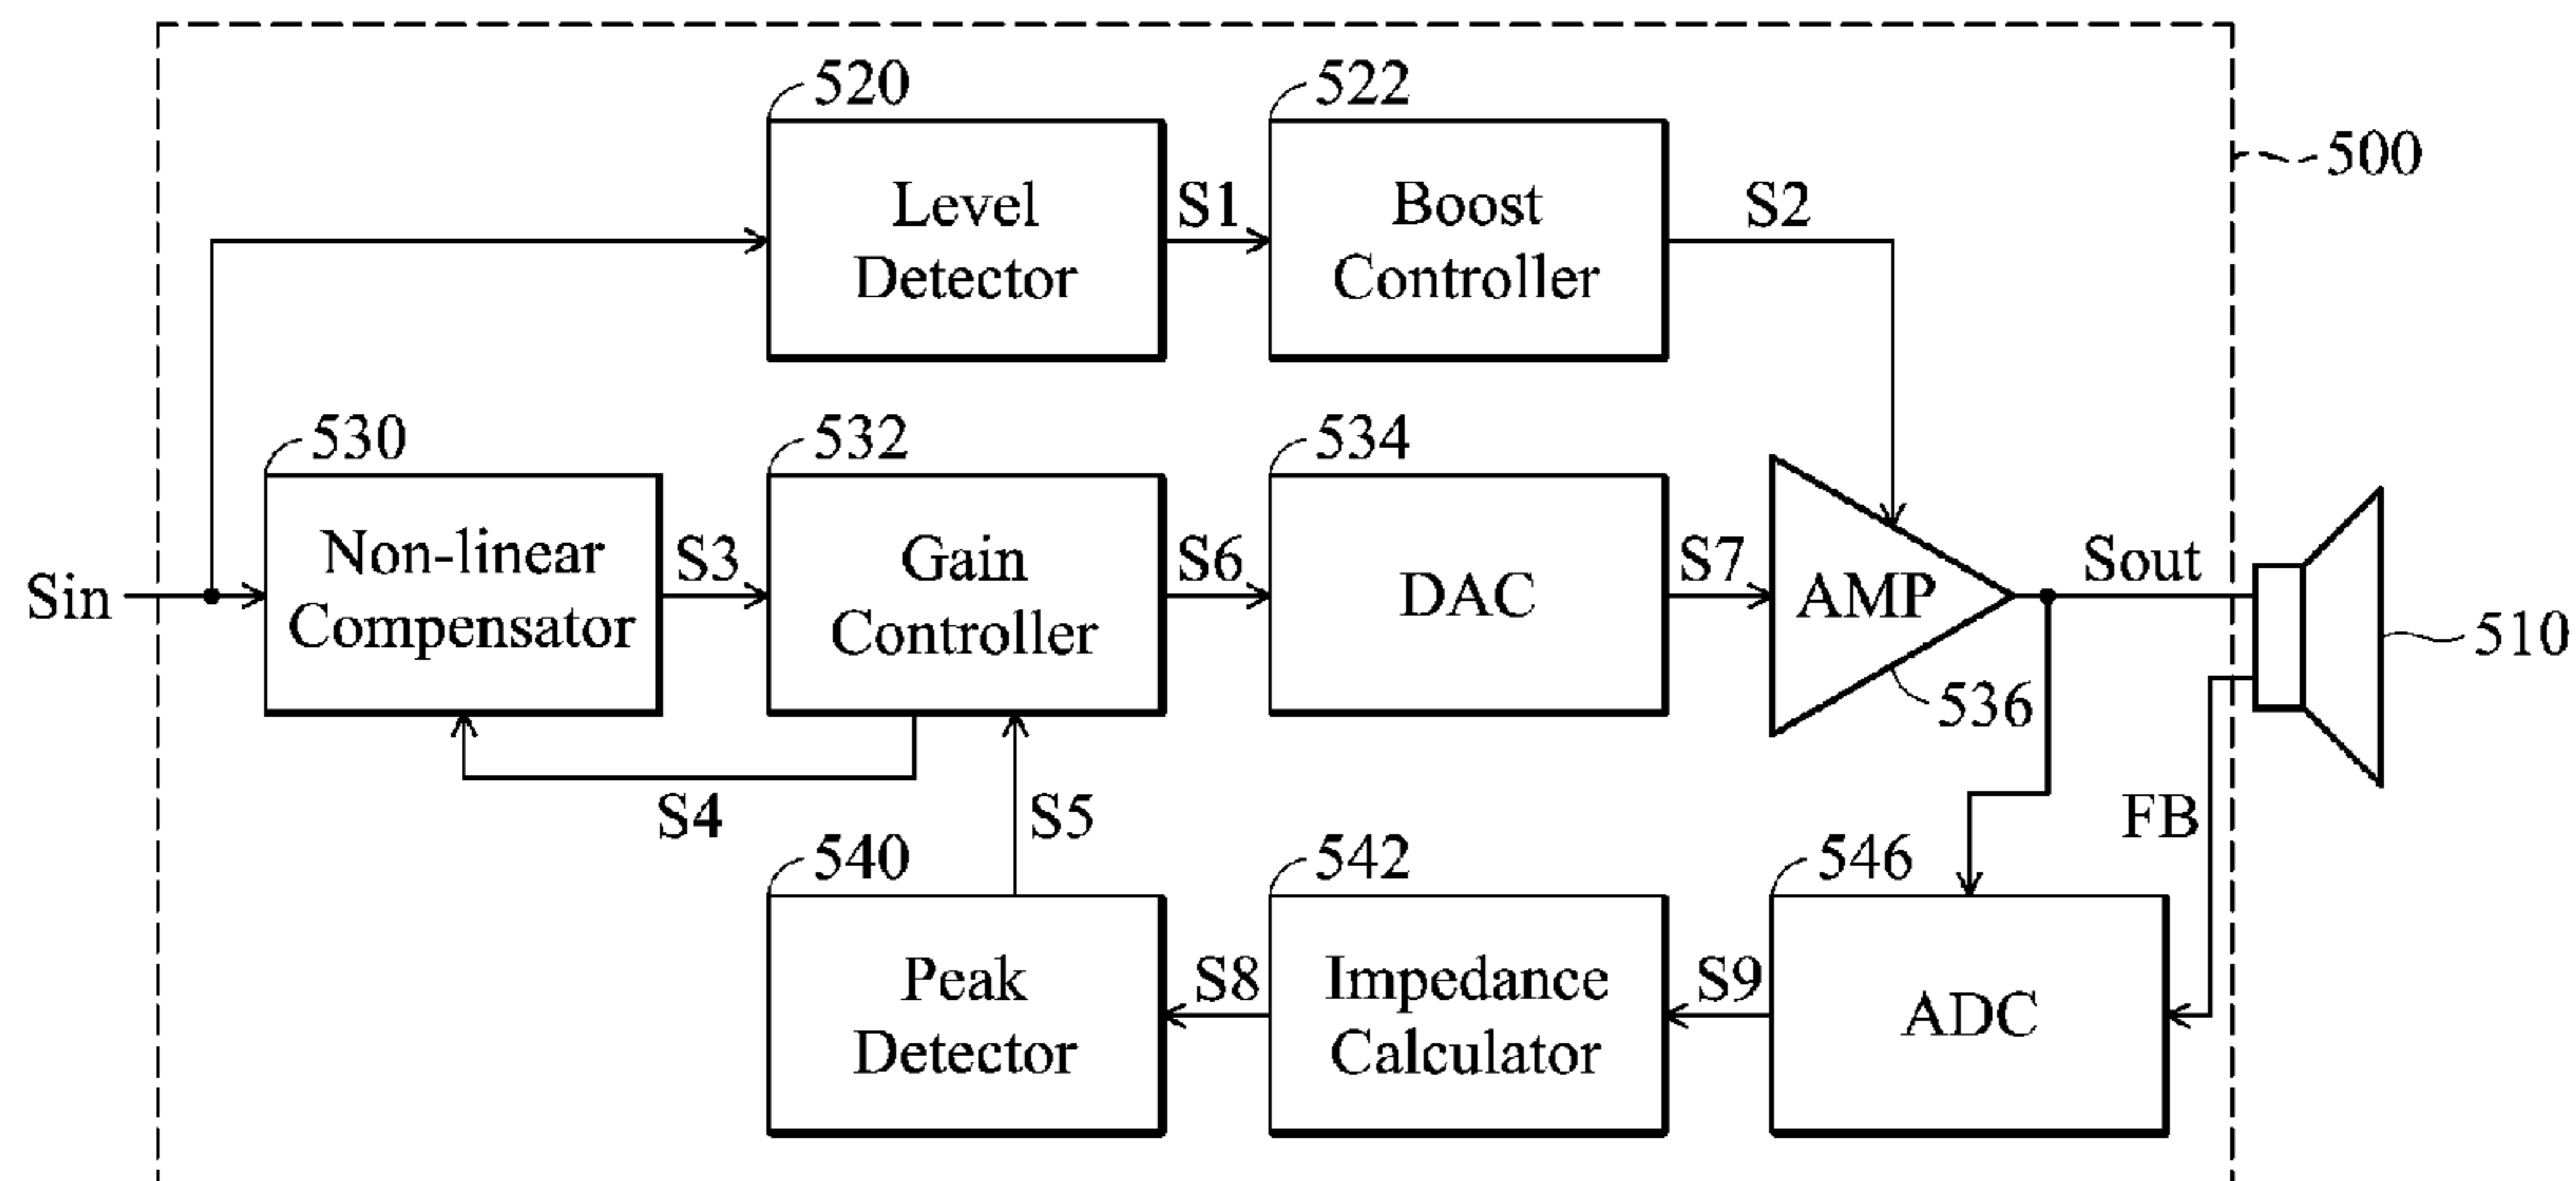 520
522
500
Level
Detector
S1
Boost
Controller
S2
530
532
534
Sin
Non-linear
Compensator
S3
Gain
Controller
S6
DAC
S7
AMP
536
Sout
510
S4
S5
FB
540
542
546
Peak
Detector
S8
Impedance
Calculator
S9
ADC